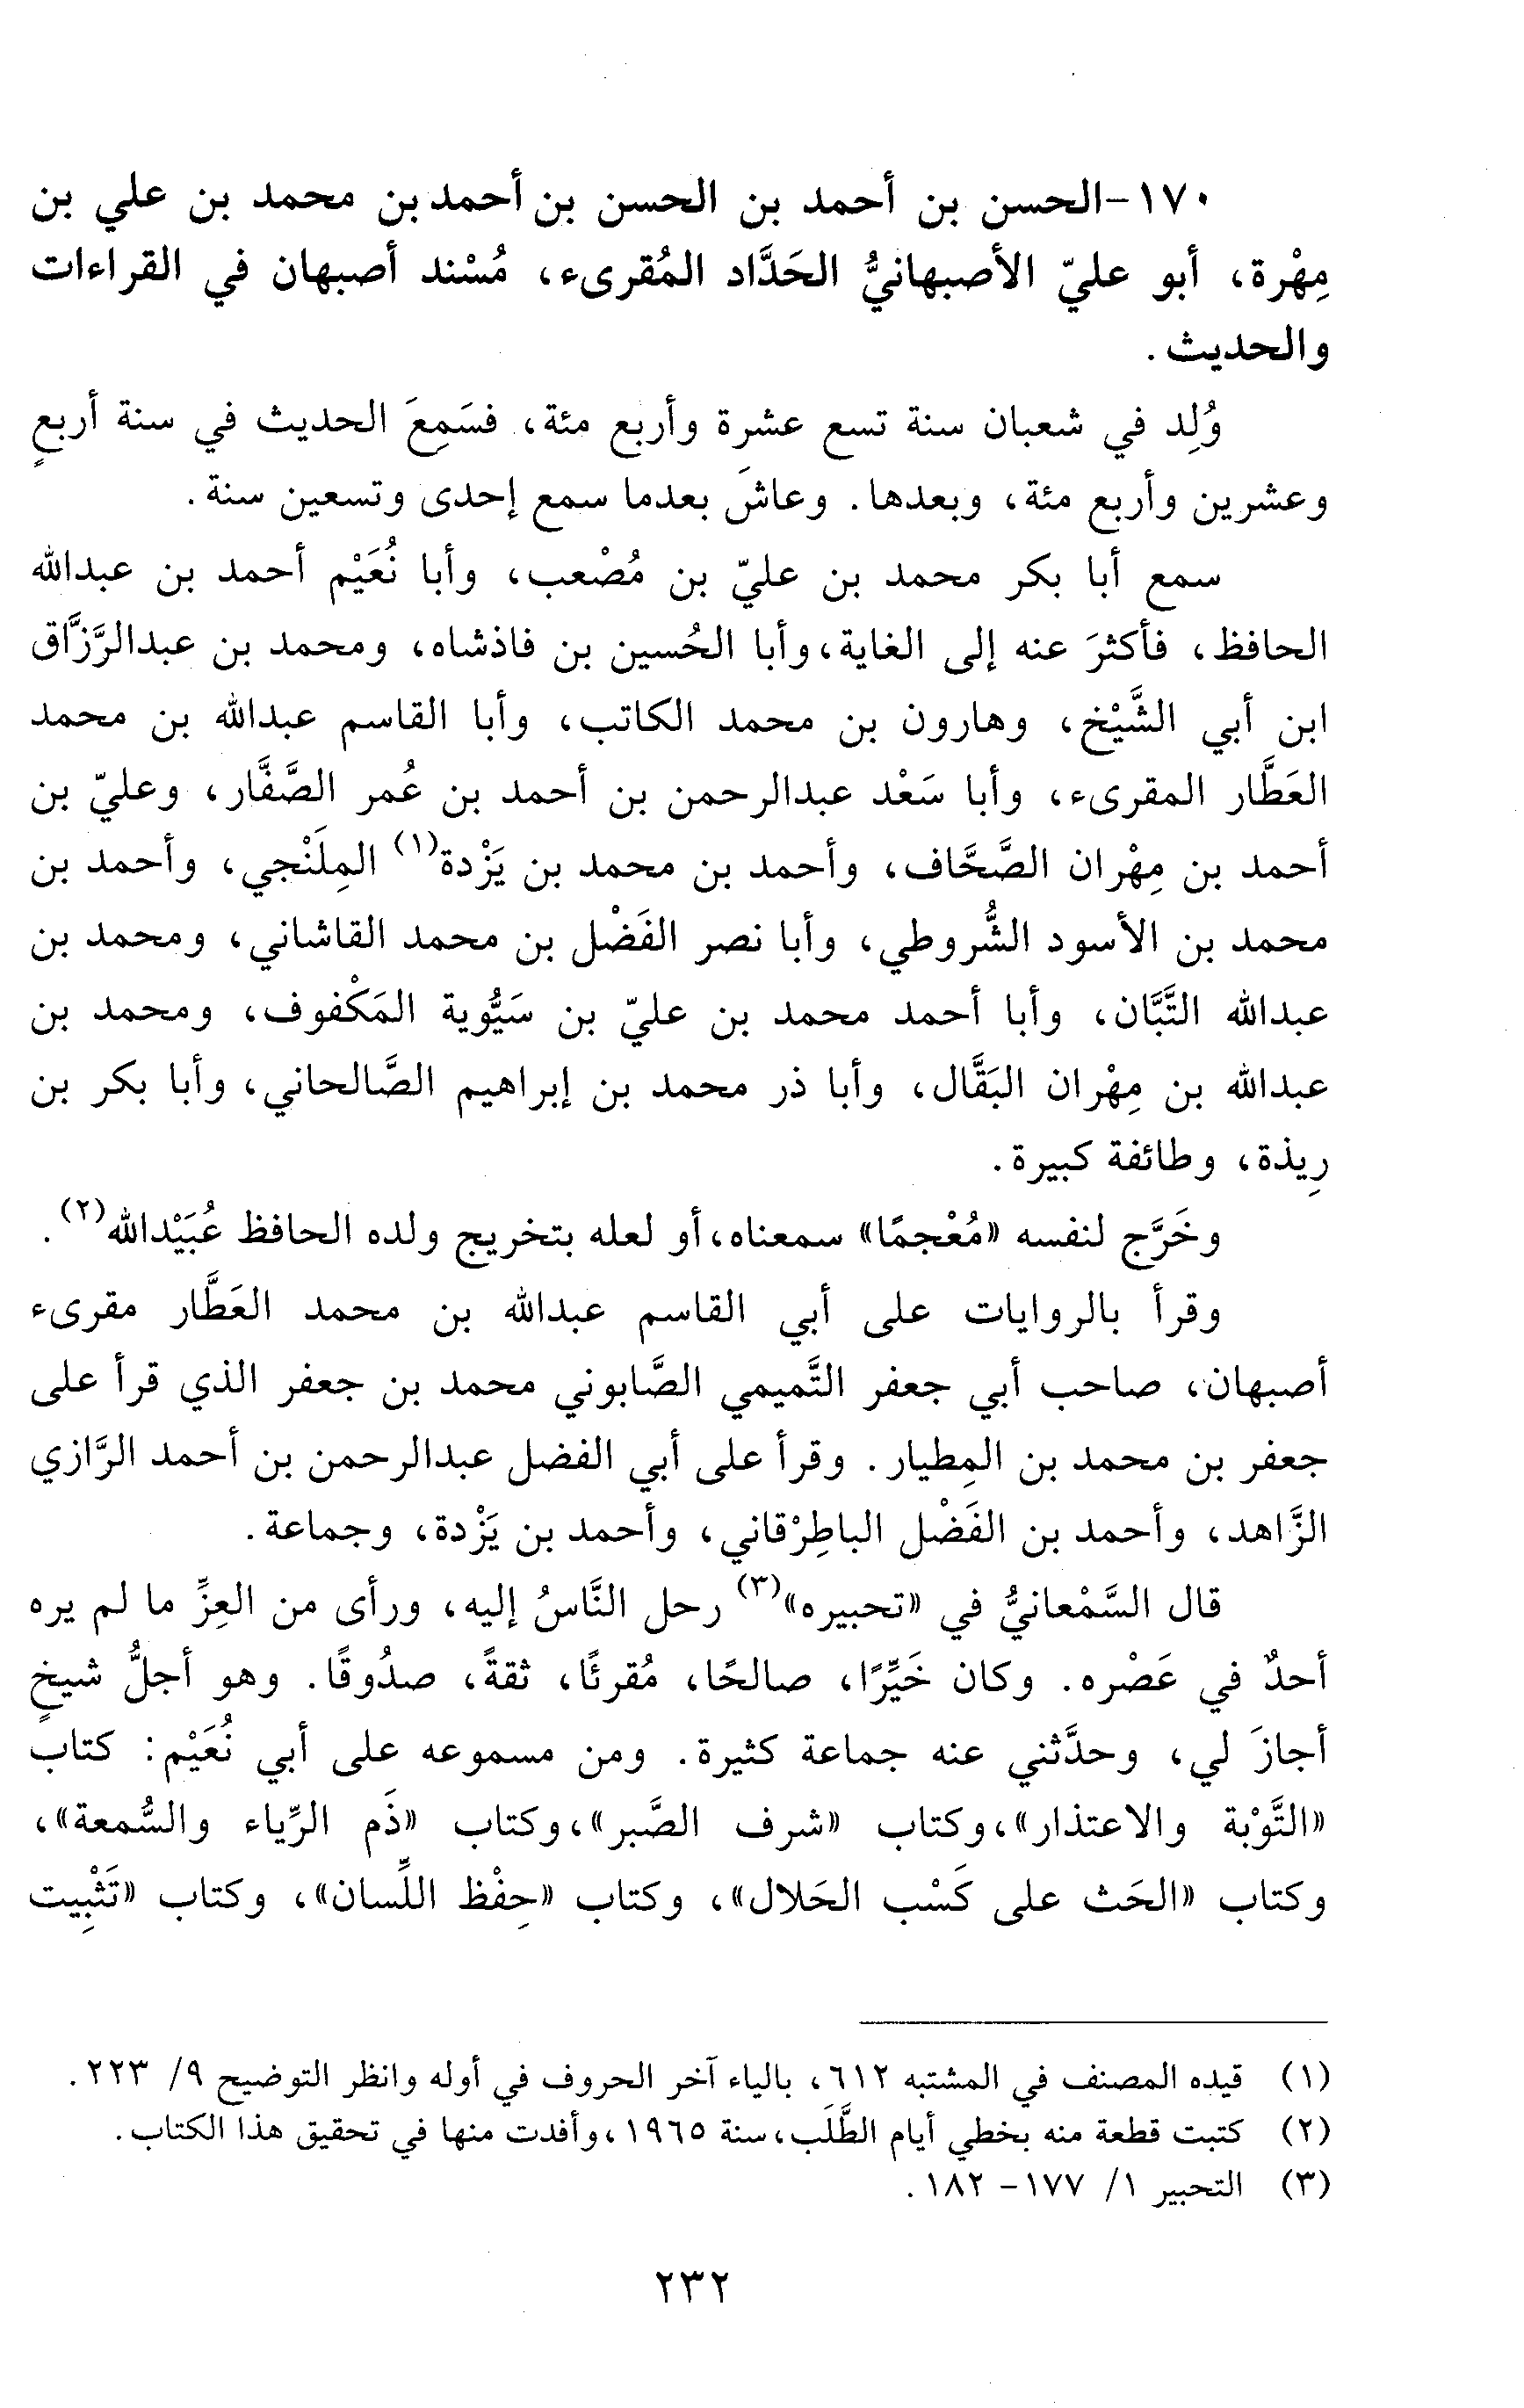 ١٧٠-الحسن بن أحمد بن الحسن بن أحمد بن محمد بن علي بن
مِهْرة، أبو عليّ الأصبهانيُّ الحَدَّاد المُقرىء، مُسْند أصبهان في القراءات
والحديث.
وُلِد في شعبان سنة تسع عشرة وأربع مئة، فسَمِعَ الحديث في سنة أربعٍ
وعشرين وأربع مئة، وبعدها. وعاشَ بعدما سمع إحدى وتسعين سنة.
سمع أبا بكر محمد بن عليّ بن مُصْعب، وأبا نُعَيْم أحمد بن عبدالله
الحافظ، فأكثرَ عنه إلى الغاية، وأبا الحُسين بن فاذشاه، ومحمد بن عبدالرَّزَّاق
ابن أبي الشَّيْخ، وهارون بن محمد الكاتب، وأبا القاسم عبدالله بن محمد
العَطَّار المقرىء، وأبا سَعْد عبدالرحمن بن أحمد بن عُمر الصَّفَّار، وعليّ بن
أحمد بن مِهْران الصَّحَّاف، وأحمد بن محمد بن يَزْدة(١) المِلَنْجي، وأحمد بن
محمد بن الأسود الشُّروطي، وأبا نصر الفَضْل بن محمد القاشاني، ومحمد بن
عبدالله التَّبَّان، وأبا أحمد محمد بن عليّ بن سَيُّوية المَكْفوف، ومحمد بن
عبدالله بن مِهْران البَقَّال، وأبا ذر محمد بن إبراهيم الصَّالحاني، وأبا بكر بن
رِيذة، وطائفة كبيرة.
وخَرَّج لنفسه «مُعْجمًا» سمعناه، أو لعله بتخريج ولده الحافظ عُبَيْدالله(٢).
وقرأ بالروايات على أبي القاسم عبدالله بن محمد العَطَّار مقرىء
أصبهان، صاحب أبي جعفر التَّميمي الصَّابوني محمد بن جعفر الذي قرأ على
جعفر بن محمد بن المِطيار. وقرأ على أبي الفضل عبدالرحمن بن أحمد الرَّازي
الزَّاهد، وأحمد بن الفَضْل الباطِرْقاني، وأحمد بن يَزْدة، وجماعة.
قال السَّمْعانيُّ في «تحبيره»(٣) رحل النَّاسُ إليه، ورأى من العِزِّ ما لم يره
أحدٌ في عَصْره. وكان خَيِّرًا، صالحًا، مُقرئًا، ثقةً، صدُوقًا. وهو أجلُّ شيخٍ
أجازَ لي، وحدَّثني عنه جماعة كثيرة. ومن مسموعه على أبي نُعَيْم: كتاب
«التَّوْبة والاعتذار»، وكتاب «شرف الصَّبر»، وكتاب «ذَم الرِّياء والسُّمعة»،
وكتاب «الحَث على كَسْب الحَلال»، وكتاب «حِفْظ اللِّسان»، وكتاب «تَثْبِيت
(١) قيده المصنف في المشتبه ٦١٢، بالياء آخر الحروف في أوله وانظر التوضيح ٩/ ٢٢٣.
(٢) كتبت قطعة منه بخطي أيام الطَّلَب، سنة ١٩٦٥، وأفدت منها في تحقيق هذا الكتاب.
(٣) التحبير ١/ ١٧٧ - ١٨٢.
٢٣٢